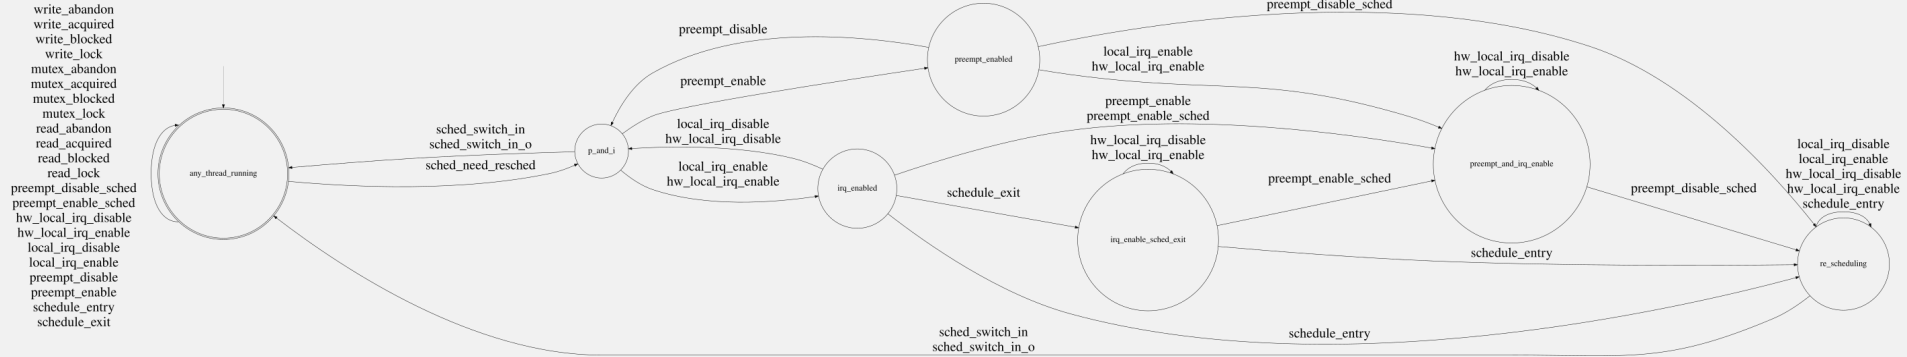 write_abandon
write_acquired
write_blocked
write_lock
mutex_abandon
mutex_acquired
mutex_blocked
mutex_lock
read_abandon
read_acquired
read_blocked
read_lock
preempt_disable_sched
preempt_enable_sched
hw_local_irq_disable
hw_local_irq_enable
local_irq_disable
local_irq_enable
preempt_disable
preempt_enable
schedule_entry
schedule_exit
any_thread_running
sched_switch_in
sched_switch_in_o
sched_need_resched
p_and_i
preempt_disable
preempt_enable
local_irq_disable
hw_local_irq_disable
local_irq_enable
hw_local_irq_enable
preempt_enabled
irq_enabled
preempt_disable_sched
local_irq_enable
hw_local_irq_enable
preempt_enable
preempt_enable_sched
hw_local_irq_disable
hw_local_irq_enable
schedule_exit
irq_enable_sched_exit
preempt_enable_sched
hw_local_irq_disable
hw_local_irq_enable
preempt_and_irq_enable
preempt_disable_sched
schedule_entry
schedule_entry
sched_switch_in
sched_switch_in_o
local_irq_disable
local_irq_enable
hw_local_irq_disable
hw_local_irq_enable
schedule_entry
re_scheduling